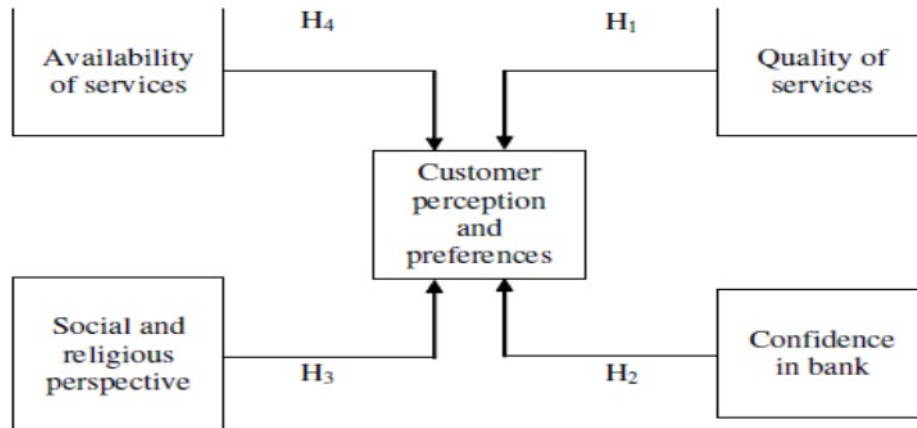 H₄
H₁
Availability
of services
Quality of
services
Customer
perception
and
preferences
Social and
religious
perspective
Confidence
in bank
H₃
H₂